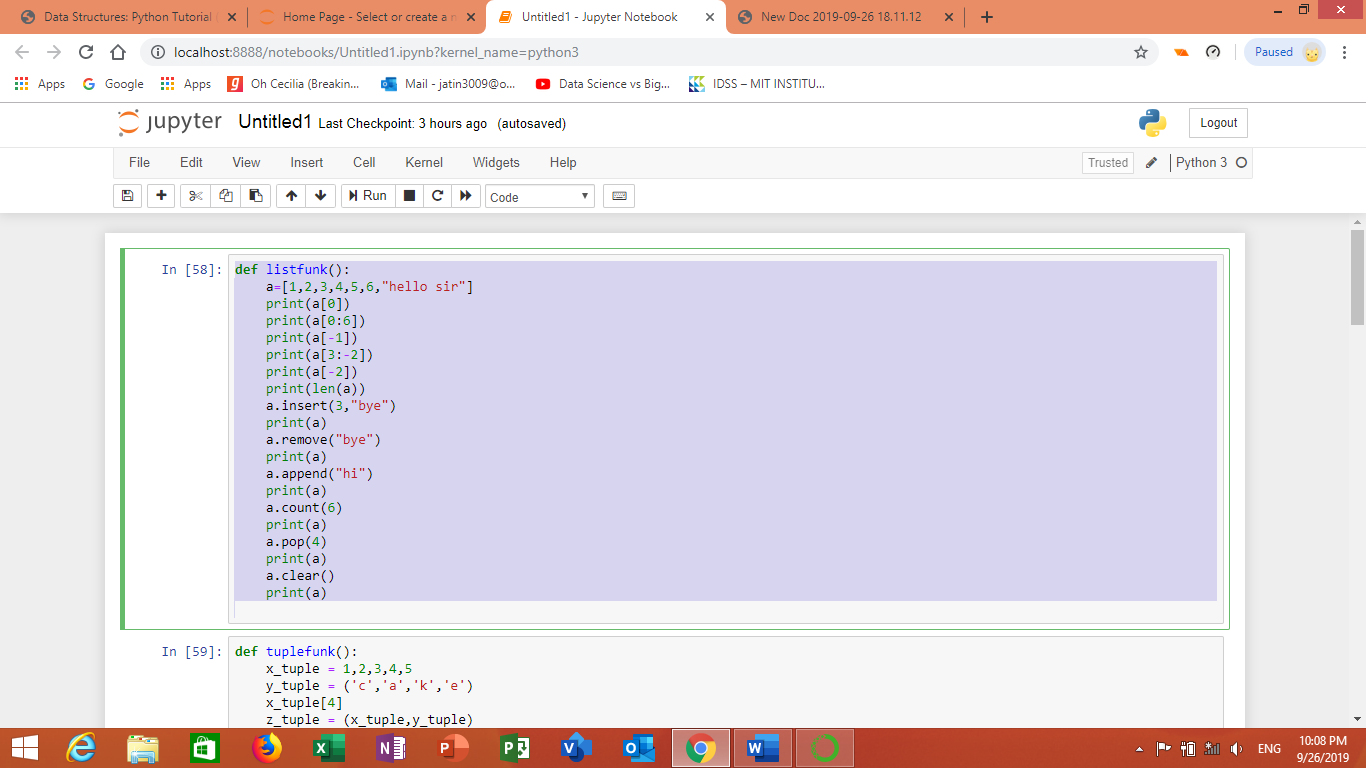 Data Structures: Python Tutorial
Home Page - Select or create a n
Untitled1 - Jupyter Notebook
New Doc 2019-09-26 18.11.12
localhost:8888/notebooks/Untitled1.ipynb?kernel_name=python3
Paused
Apps
Google
Apps
Oh Cecilia (Breakin...
Mail - jatin3009@o...
Data Science vs Big...
IDSS – MIT INSTITU...
jupyter Untitled1 Last Checkpoint: 3 hours ago (autosaved)
Logout
File Edit View Insert Cell Kernel Widgets Help
Trusted
Python 3
Run
Code
In [58]:
def listfunk():
    a=[1,2,3,4,5,6,"hello sir"]
    print(a[0])
    print(a[0:6])
    print(a[-1])
    print(a[3:-2])
    print(a[-2])
    print(len(a))
    a.insert(3,"bye")
    print(a)
    a.remove("bye")
    print(a)
    a.append("hi")
    print(a)
    a.count(6)
    print(a)
    a.pop(4)
    print(a)
    a.clear()
    print(a)
In [59]:
def tuplefunk():
    x_tuple = 1,2,3,4,5
    y_tuple = ('c','a','k','e')
    x_tuple[4]
    z_tuple = (x_tuple,y_tuple)
ENG
10:08 PM
9/26/2019